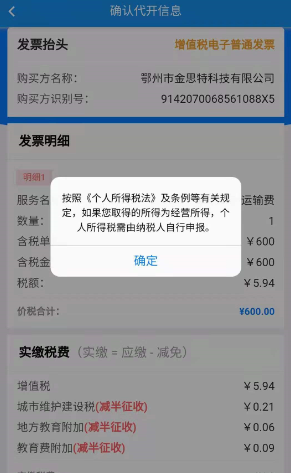 确认代开信息
发票抬头 增值税电子普通发票
购买方名称: 鄂州市金思特科技有限公司
购买方识别号: 9142070068561088X5
发票明细
明细1
服务名 运输费
数量: 1
含税单 ¥600
含税金 ¥600
税额: ¥5.94
价税合计: ¥600.00
按照《个人所得税法》及条例等有关规
定，如果您取得的所得为经营所得，个
人所得税需由纳税人自行申报。
确定
实缴税费（实缴 = 应缴 - 减免）
增值税 ¥5.94
城市维护建设税(减半征收) ¥0.21
地方教育附加(减半征收) ¥0.06
教育费附加(减半征收) ¥0.09